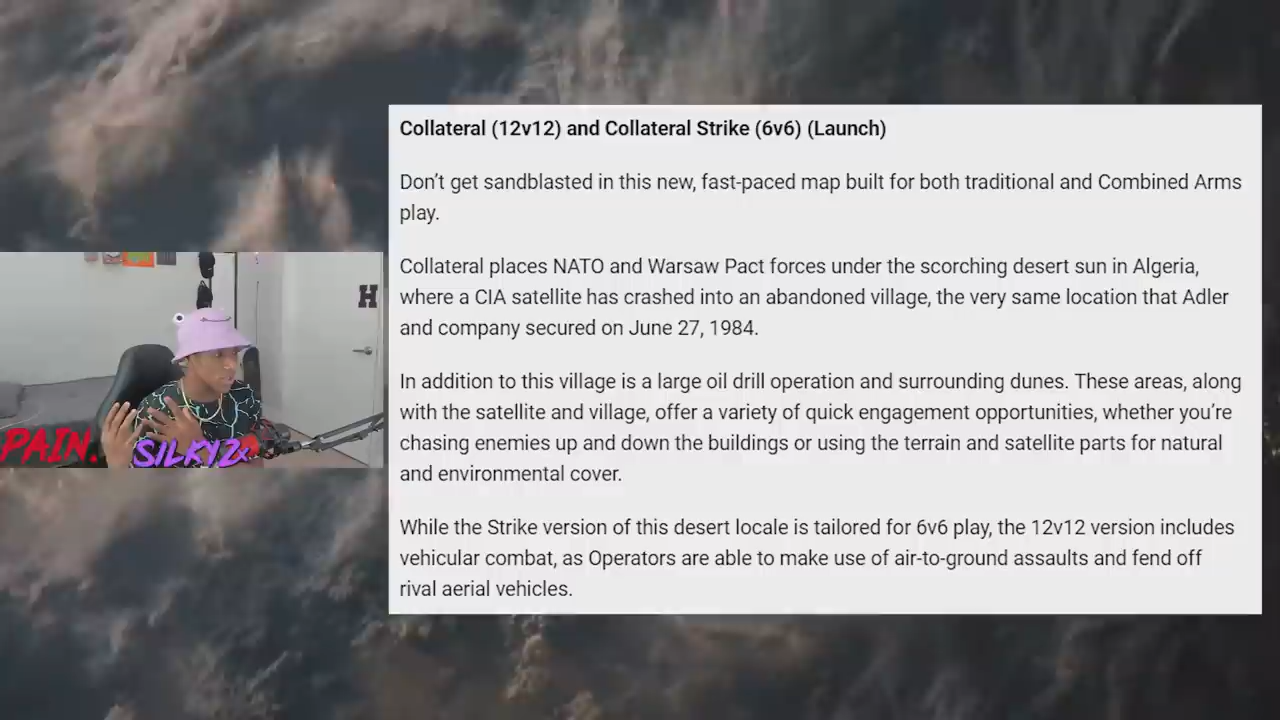 Collateral (12v12) and Collateral Strike (6v6) (Launch)
Don’t get sandblasted in this new, fast-paced map built for both traditional and Combined Arms
play.
Collateral places NATO and Warsaw Pact forces under the scorching desert sun in Algeria,
where a CIA satellite has crashed into an abandoned village, the very same location that Adler
and company secured on June 27, 1984.
In addition to this village is a large oil drill operation and surrounding dunes. These areas, along
with the satellite and village, offer a variety of quick engagement opportunities, whether you’re
chasing enemies up and down the buildings or using the terrain and satellite parts for natural
and environmental cover.
While the Strike version of this desert locale is tailored for 6v6 play, the 12v12 version includes
vehicular combat, as Operators are able to make use of air-to-ground assaults and fend off
rival aerial vehicles.
H
PAIN.